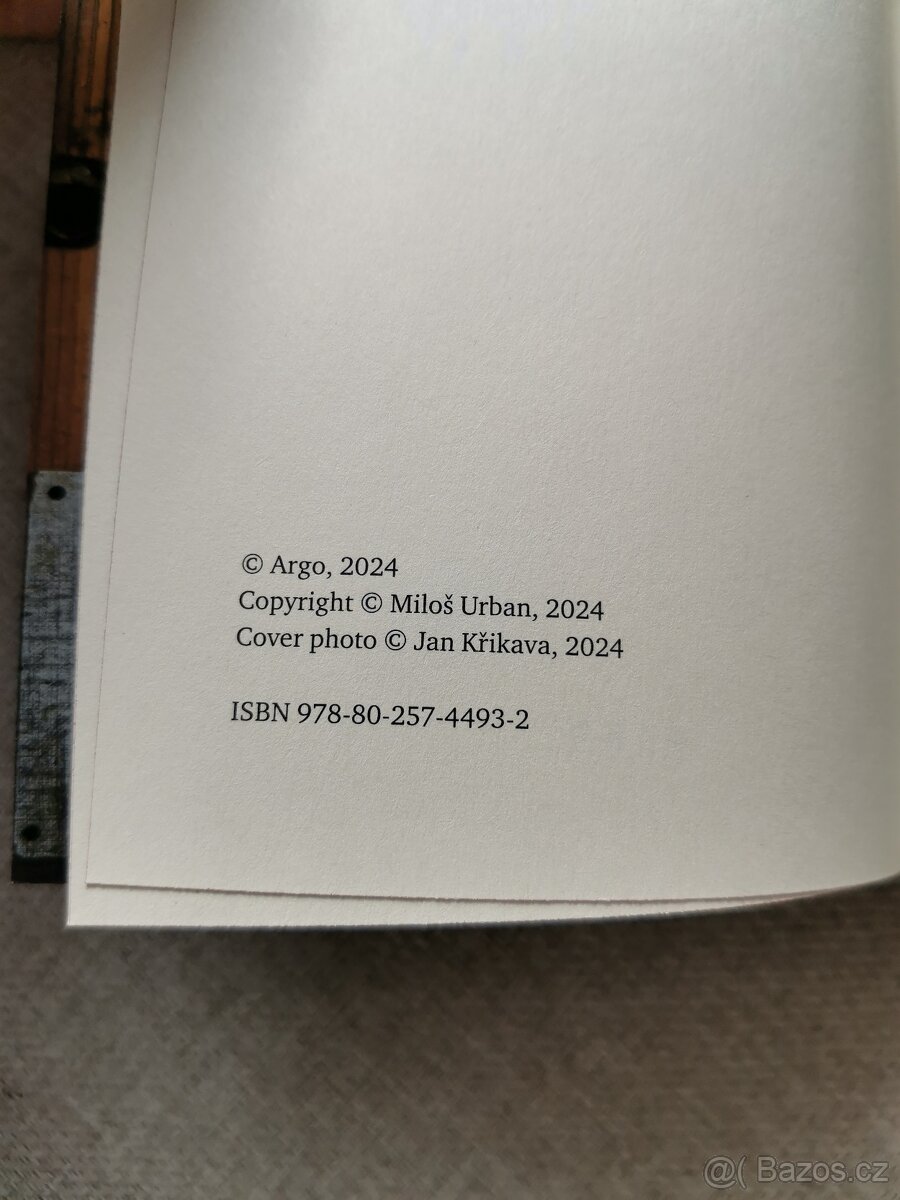 © Argo, 2024
Copyright © Miloš Urban, 2024
Cover photo © Jan Křikava, 2024
ISBN 978-80-257-4493-2
@( Bazos.cz